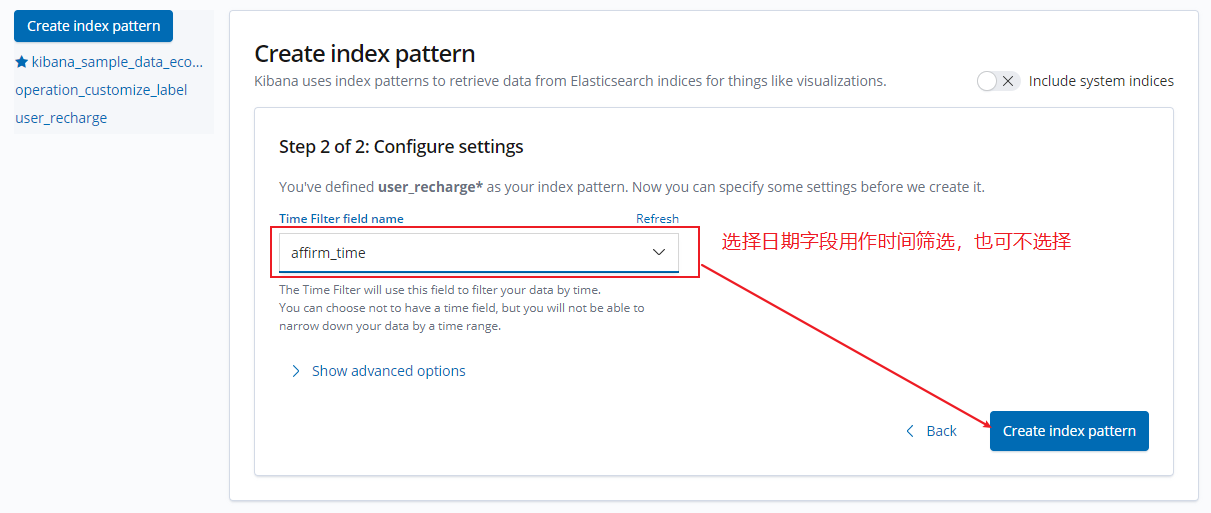 Create index pattern
kibana_sample_data_eco...
operation_customize_label
user_recharge
Create index pattern
Kibana uses index patterns to retrieve data from Elasticsearch indices for things like visualizations.
Include system indices
Step 2 of 2: Configure settings
You've defined user_recharge* as your index pattern. Now you can specify some settings before we create it.
Time Filter field name
Refresh
affirm_time
选择日期字段用作时间筛选，也可不选择
The Time Filter will use this field to filter your data by time.
You can choose not to have a time field, but you will not be able to
narrow down your data by a time range.
Show advanced options
Back
Create index pattern